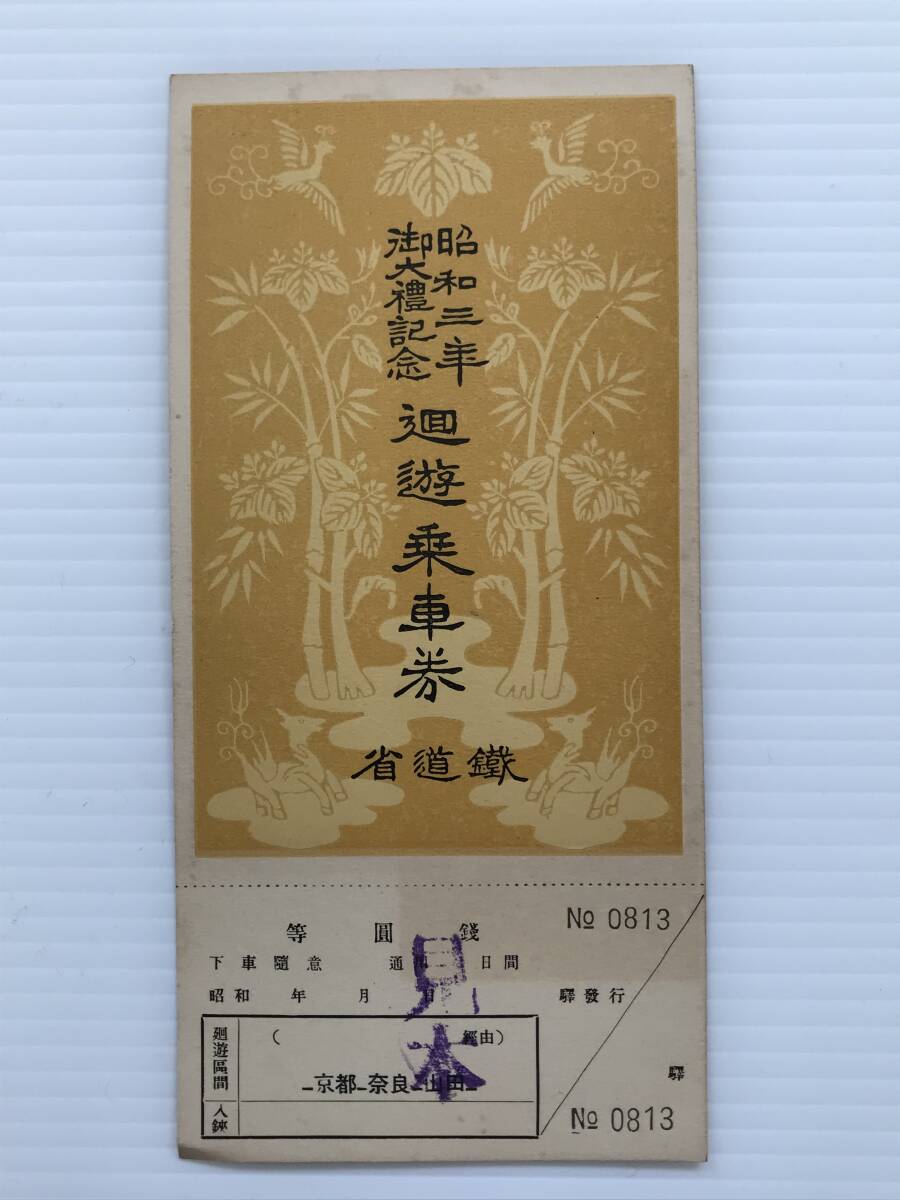 昭和三年
御大禮記念
迴遊乗車券
省道鐵
No 0813
等 圓 錢
下車隨意 通用 日間
昭和 年 月 日 驛發行
見本
廻遊區間
( 經由)
京都-奈良-山田
入鋏
驛
No 0813